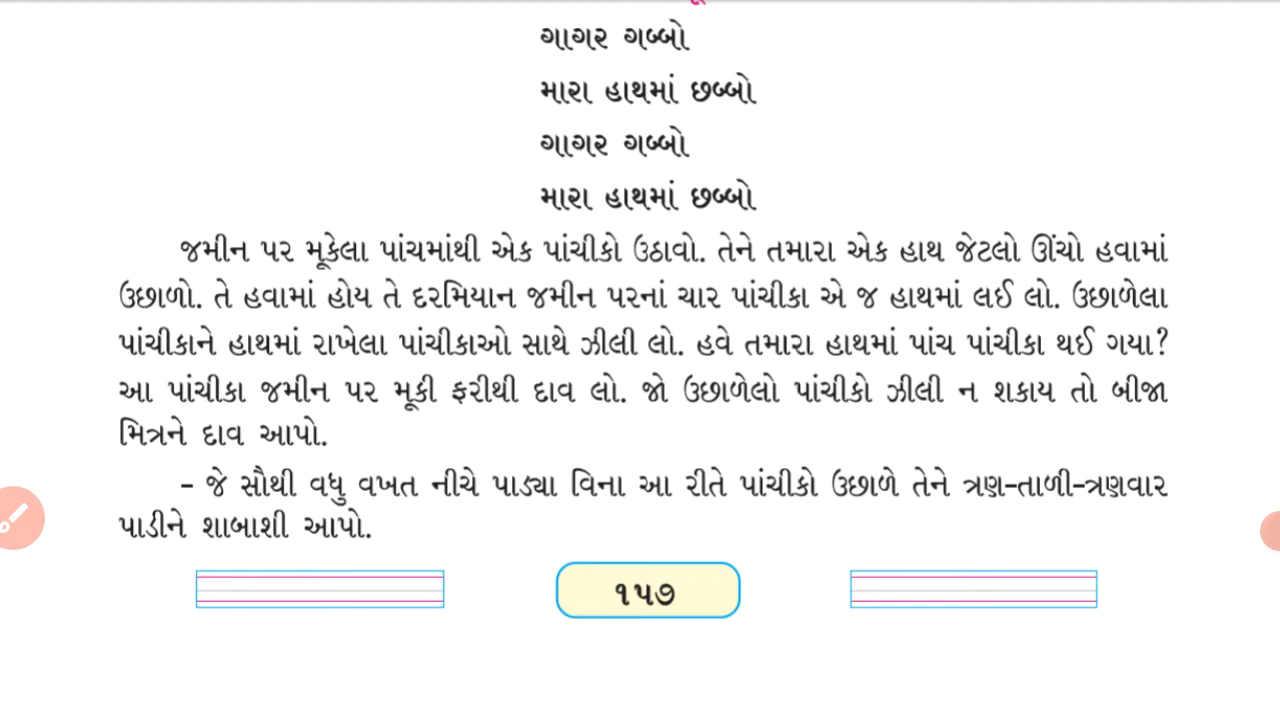 ગાગર ગબ્બો
મારા હાથમાં છબ્બો
ગાગર ગબ્બો
મારા હાથમાં છબ્બો
જમીન પર મૂકેલા પાંચમાંથી એક પાંચીકો ઉઠાવો. તેને તમારા એક હાથ જેટલો ઊંચો હવામાં
ઉછાળો. તે હવામાં હોય તે દરમિયાન જમીન પરનાં ચાર પાંચીકા એ જ હાથમાં લઈ લો. ઉછાળેલા
પાંચીકાને હાથમાં રાખેલા પાંચીકાઓ સાથે ઝીલી લો. હવે તમારા હાથમાં પાંચ પાંચીકા થઈ ગયા?
આ પાંચીકા જમીન પર મૂકી ફરીથી દાવ લો. જો ઉછાળેલો પાંચીકો ઝીલી ન શકાય તો બીજા
મિત્રને દાવ આપો.
- જે સૌથી વધુ વખત નીચે પાડ્યા વિના આ રીતે પાંચીકો ઉછાળે તેને ત્રણ-તાળી-ત્રણવાર
પાડીને શાબાશી આપો.
૧૫૭